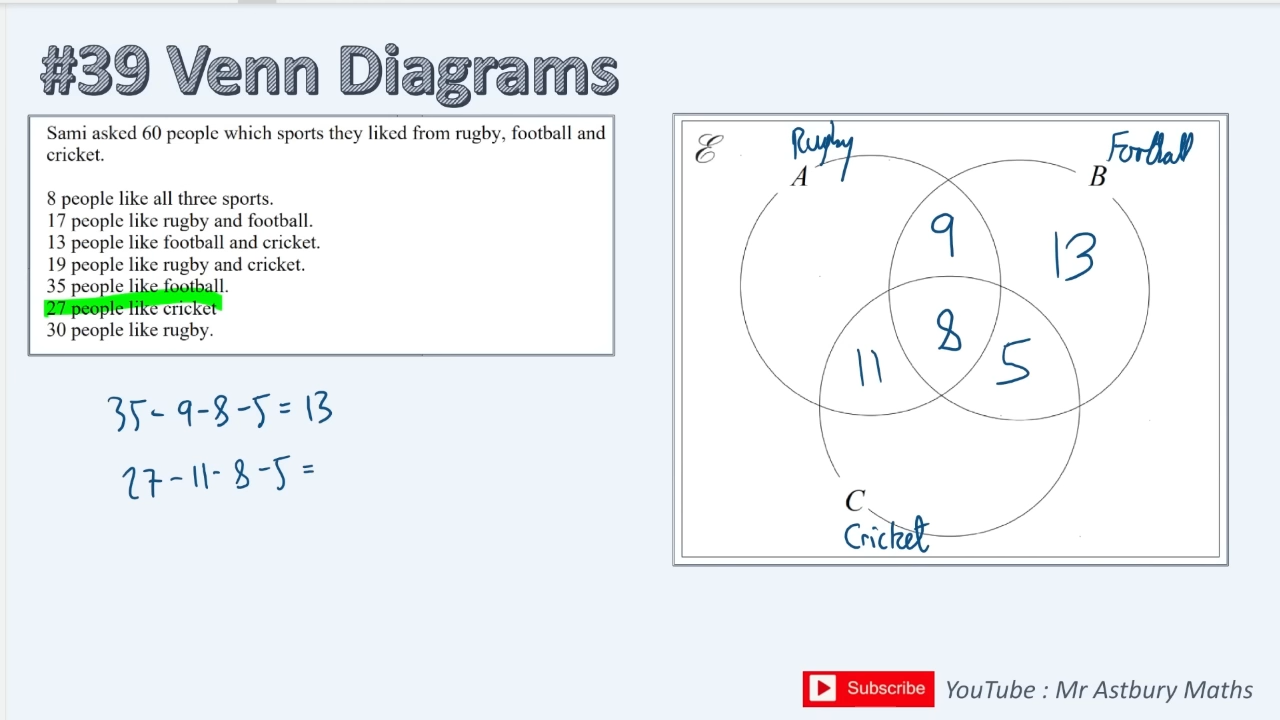 #39 Venn Diagrams
Sami asked 60 people which sports they liked from rugby, football and
cricket.
8 people like all three sports.
17 people like rugby and football.
13 people like football and cricket.
19 people like rugby and cricket.
35 people like football.
27 people like cricket
30 people like rugby.
35 - 9 - 8 - 5 = 13
27 - 11 - 8 - 5 =
ℰ
Rugby
A
Football
B
9
13
8
11
5
C
Cricket
Subscribe
YouTube : Mr Astbury Maths